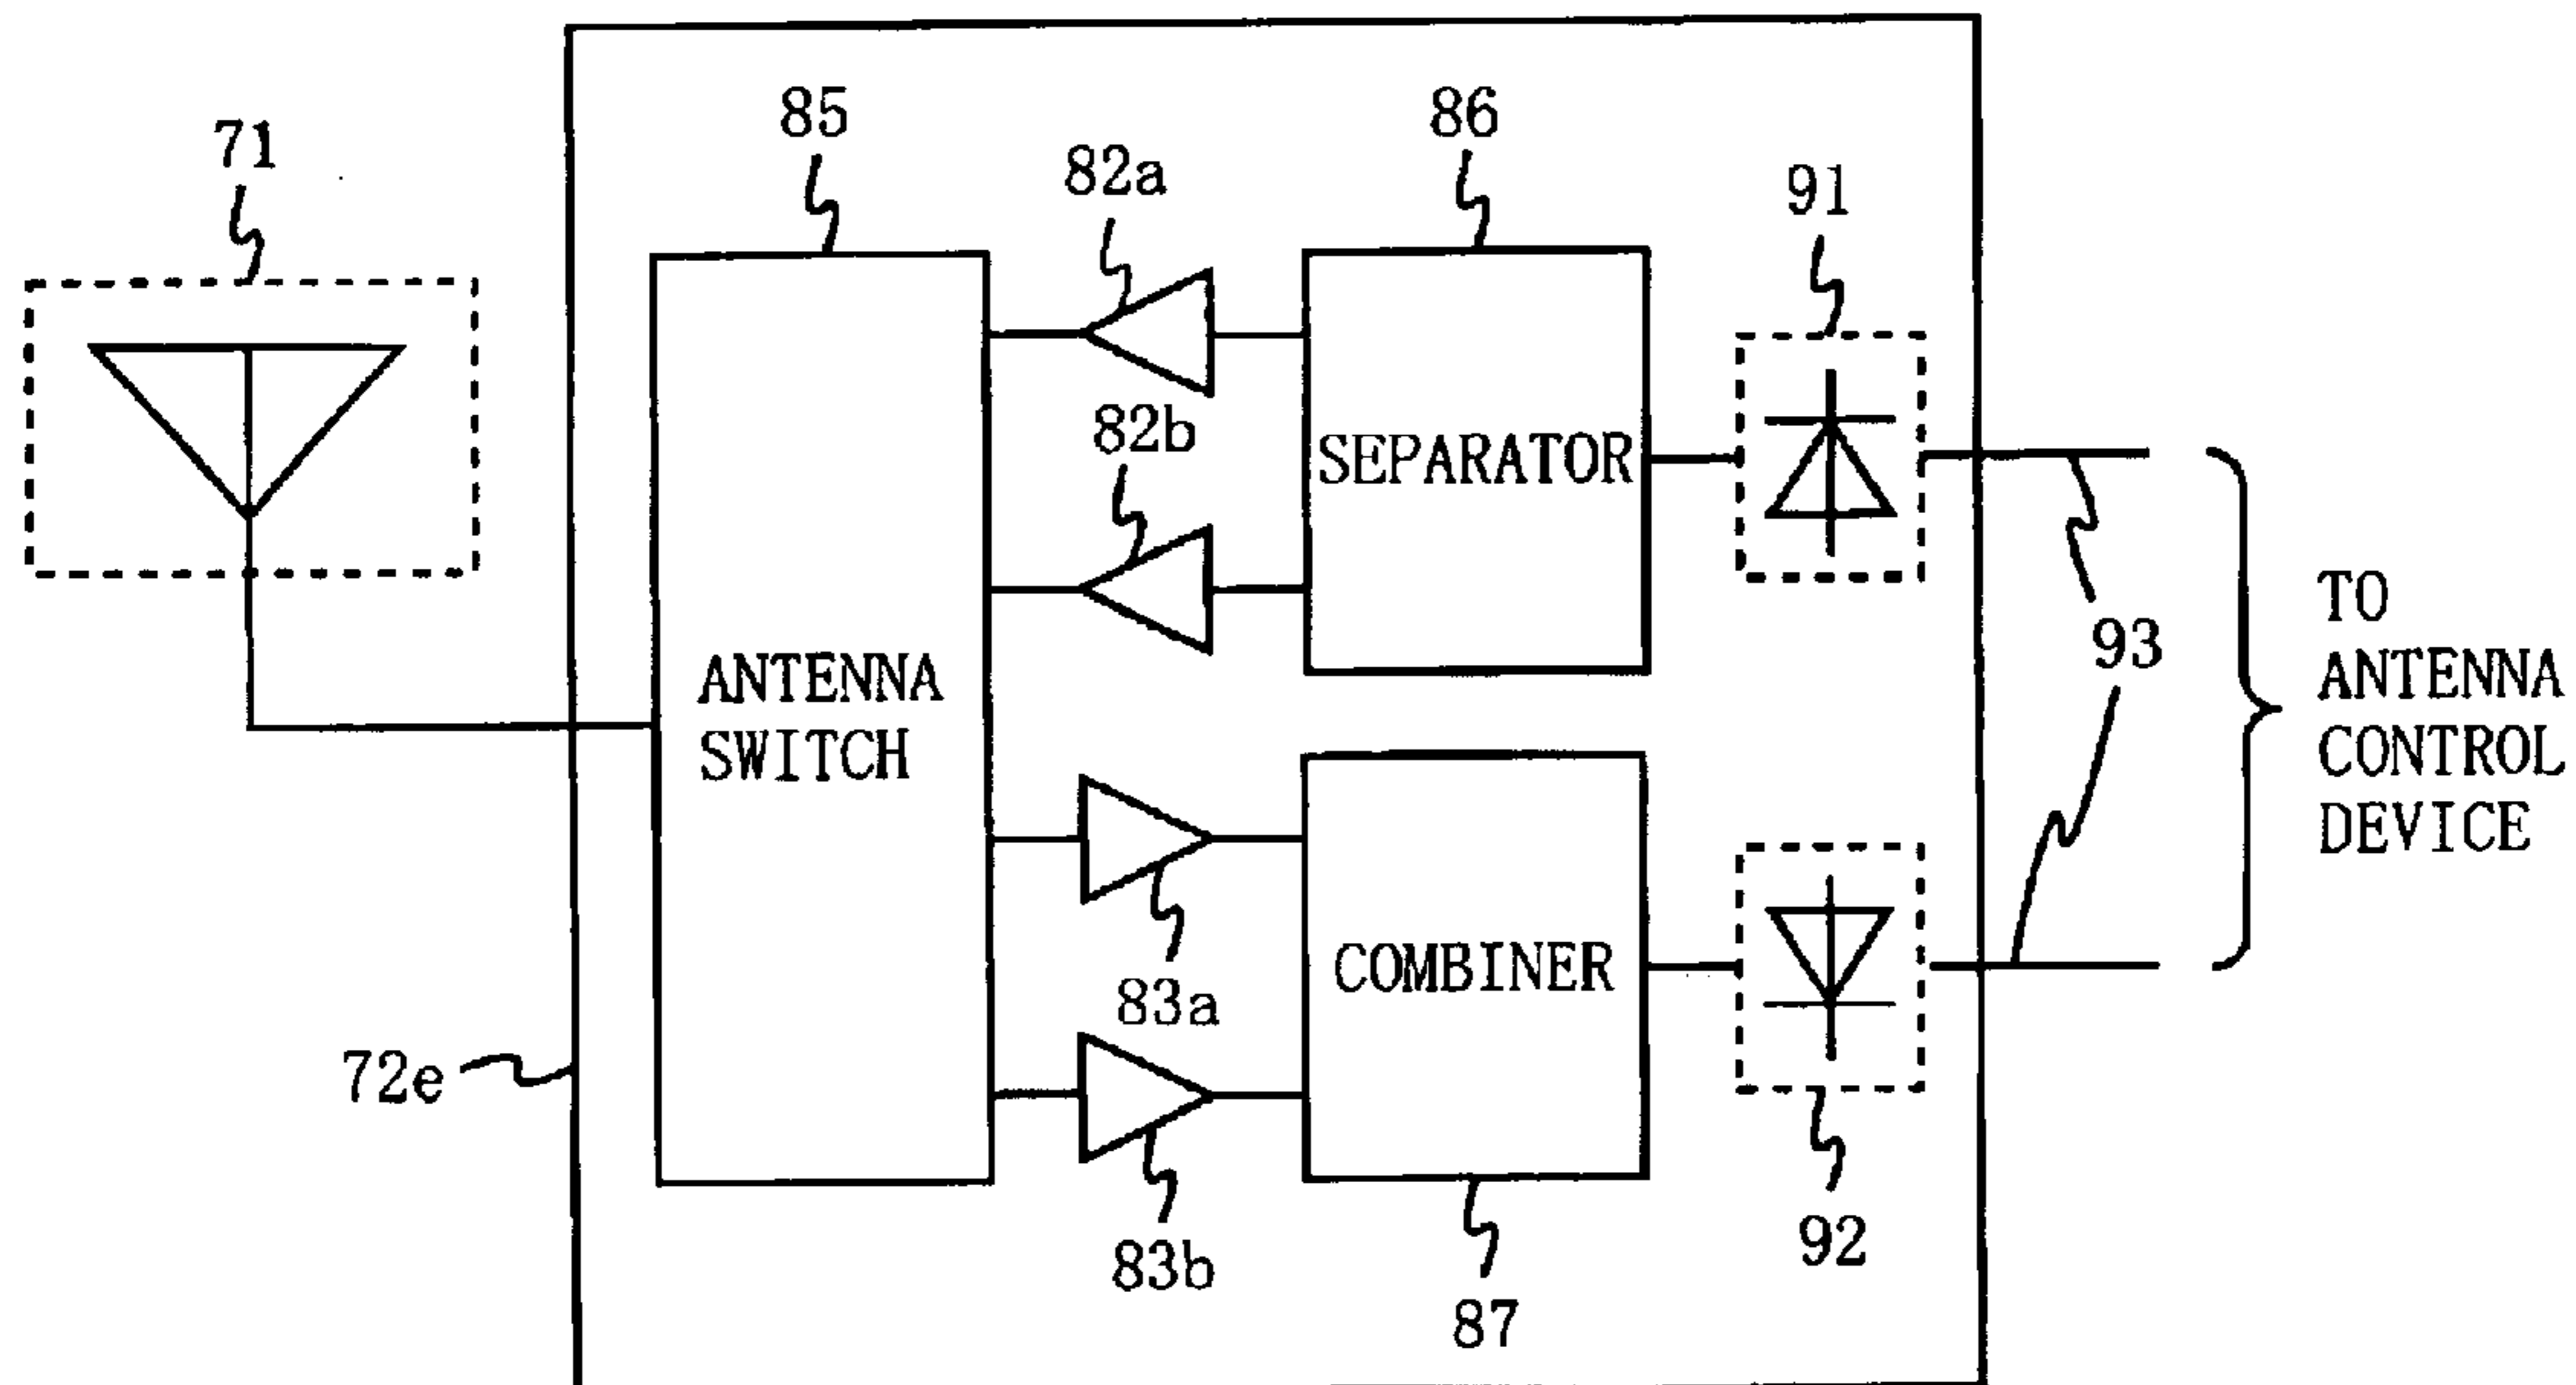 71
85
86
82a
91
82b
SEPARATOR
ANTENNA
SWITCH
93
TO
ANTENNA
CONTROL
DEVICE
83a
COMBINER
72e
83b
92
87